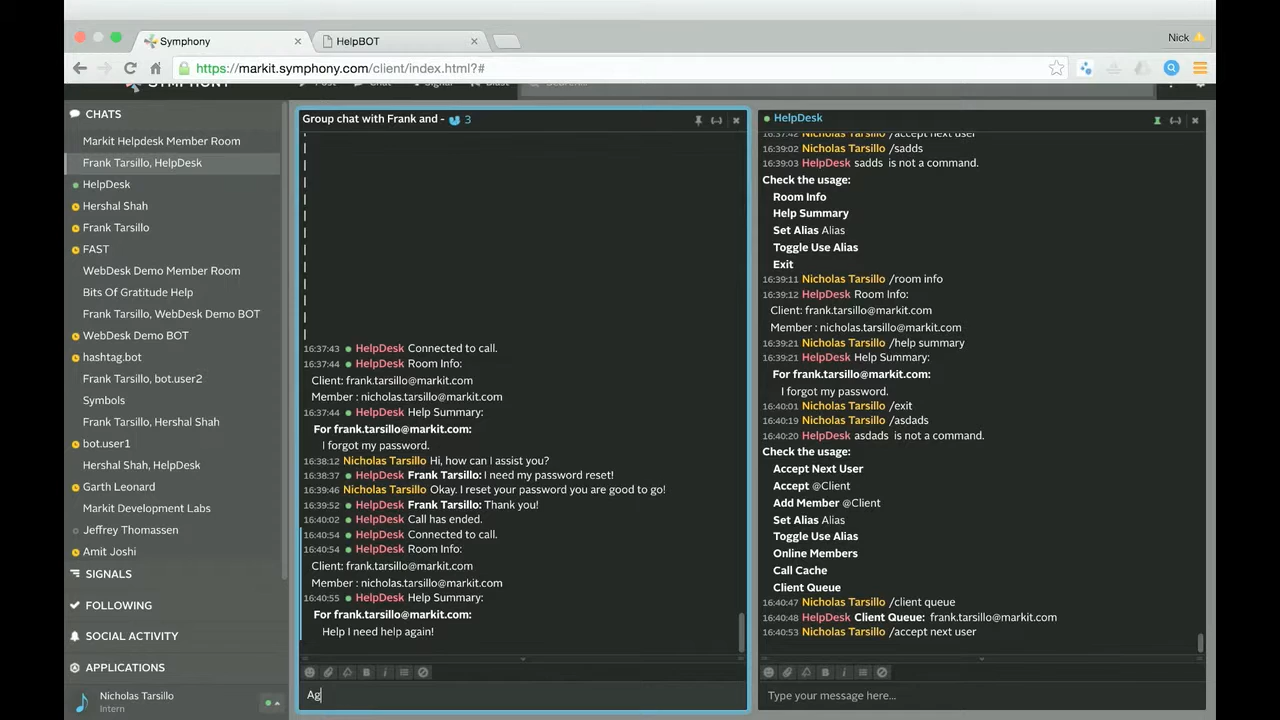 Symphony
HelpBOT
Nick
https://markit.symphony.com/client/index.html?#
CHATS
Markit Helpdesk Member Room
Frank Tarsillo, HelpDesk
HelpDesk
Hershal Shah
Frank Tarsillo
FAST
WebDesk Demo Member Room
Bits Of Gratitude Help
Frank Tarsillo, WebDesk Demo BOT
WebDesk Demo BOT
hashtag.bot
Frank Tarsillo, bot.user2
Symbols
Frank Tarsillo, Hershal Shah
bot.user1
Hershal Shah, HelpDesk
Garth Leonard
Markit Development Labs
Jeffrey Thomassen
Amit Joshi
SIGNALS
FOLLOWING
SOCIAL ACTIVITY
APPLICATIONS
Nicholas Tarsillo
Intern
Group chat with Frank and - 3
16:37:43 HelpDesk Connected to call.
16:37:44 HelpDesk Room Info:
Client: frank.tarsillo@markit.com
Member : nicholas.tarsillo@markit.com
16:37:44 HelpDesk Help Summary:
For frank.tarsillo@markit.com:
I forgot my password.
16:38:12 Nicholas Tarsillo Hi, how can I assist you?
16:38:37 HelpDesk Frank Tarsillo: I need my password reset!
16:39:46 Nicholas Tarsillo Okay. I reset your password you are good to go!
16:39:52 HelpDesk Frank Tarsillo: Thank you!
16:40:02 HelpDesk Call has ended.
16:40:54 HelpDesk Connected to call.
16:40:54 HelpDesk Room Info:
Client: frank.tarsillo@markit.com
Member : nicholas.tarsillo@markit.com
16:40:55 HelpDesk Help Summary:
For frank.tarsillo@markit.com:
Help I need help again!
Ag
HelpDesk
16:37:42 Nicholas Tarsillo /accept next user
16:39:02 Nicholas Tarsillo /sadds
16:39:03 HelpDesk sadds is not a command.
Check the usage:
Room Info
Help Summary
Set Alias Alias
Toggle Use Alias
Exit
16:39:11 Nicholas Tarsillo /room info
16:39:12 HelpDesk Room Info:
Client: frank.tarsillo@markit.com
Member : nicholas.tarsillo@markit.com
16:39:21 Nicholas Tarsillo /help summary
16:39:21 HelpDesk Help Summary:
For frank.tarsillo@markit.com:
I forgot my password.
16:40:01 Nicholas Tarsillo /exit
16:40:19 Nicholas Tarsillo /asdads
16:40:20 HelpDesk asdads is not a command.
Check the usage:
Accept Next User
Accept @Client
Add Member @Client
Set Alias Alias
Toggle Use Alias
Online Members
Call Cache
Client Queue
16:40:47 Nicholas Tarsillo /client queue
16:40:48 HelpDesk Client Queue: frank.tarsillo@markit.com
16:40:53 Nicholas Tarsillo /accept next user
Type your message here...